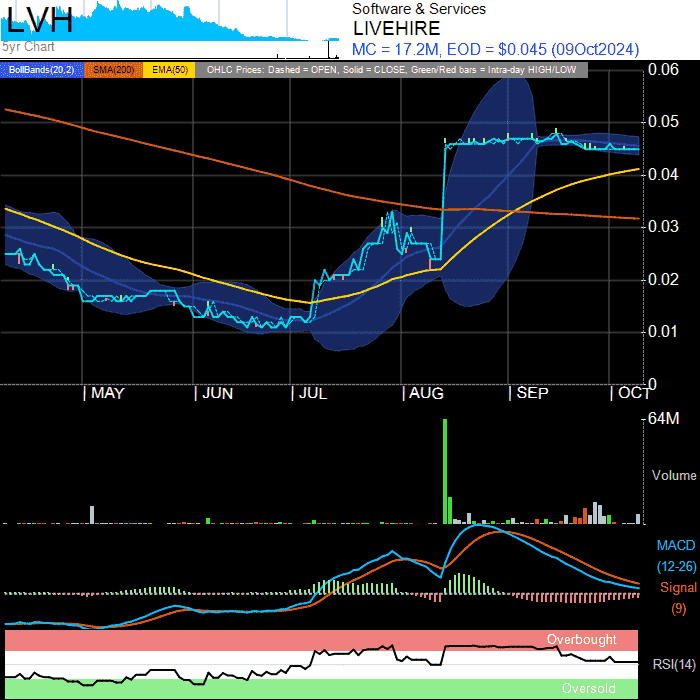 LVH
5yr Chart
Software & Services
LIVEHIRE
MC = 17.2M, EOD = $0.045 (09Oct2024)
BollBands(20,2) SMA(200) EMA(50) OHLC Prices: Dashed = OPEN, Solid = CLOSE, Green/Red bars = Intra-day HIGH/LOW
0.06
0.05
0.04
0.03
0.02
0.01
0
MAY JUN JUL AUG SEP OCT
64M
Volume
MACD
(12-26)
Signal
(9)
Overbought
RSI(14)
Oversold